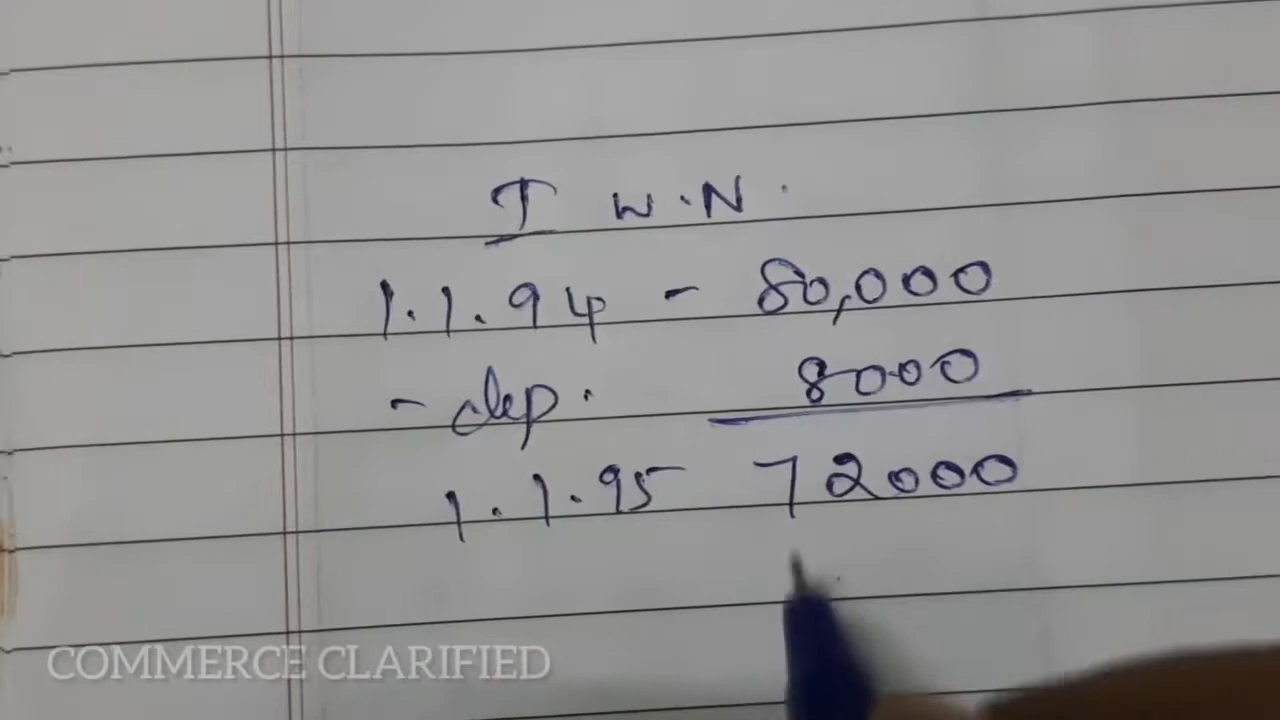 I W.N.
1.1.94 - 80,000
- dep. 8000
1.1.95 72000
COMMERCE CLARIFIED